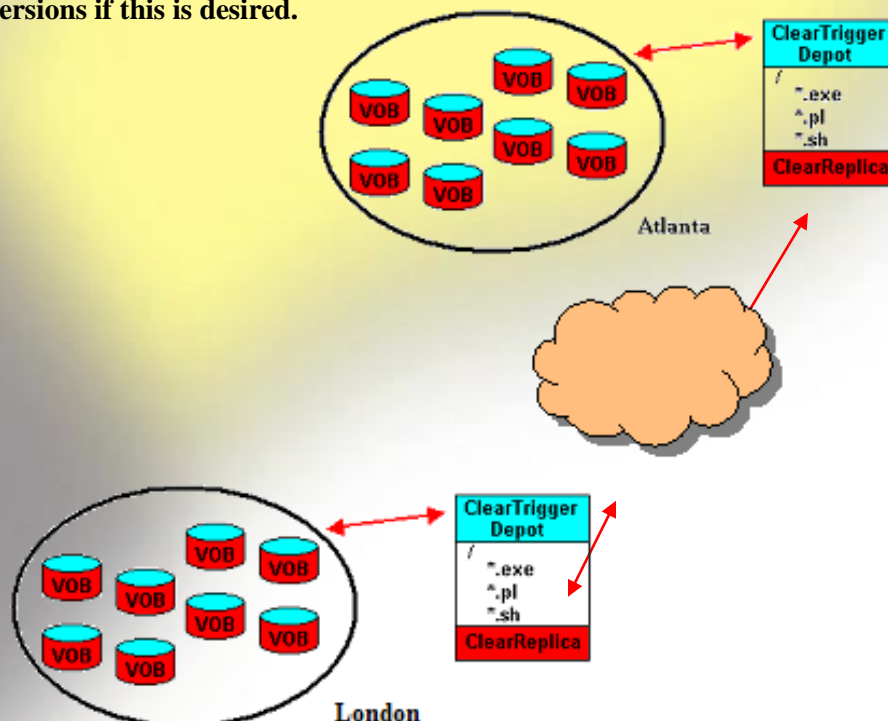 ersions if this is desired.
ClearTrigger
Depot
/
*.exe
*.pl
*.sh
ClearReplica
VOB
VOB
VOB
VOB
VOB
VOB
VOB
VOB
Atlanta
ClearTrigger
Depot
/
*.exe
*.pl
*.sh
ClearReplica
VOB
VOB
VOB
VOB
VOB
VOB
VOB
VOB
London